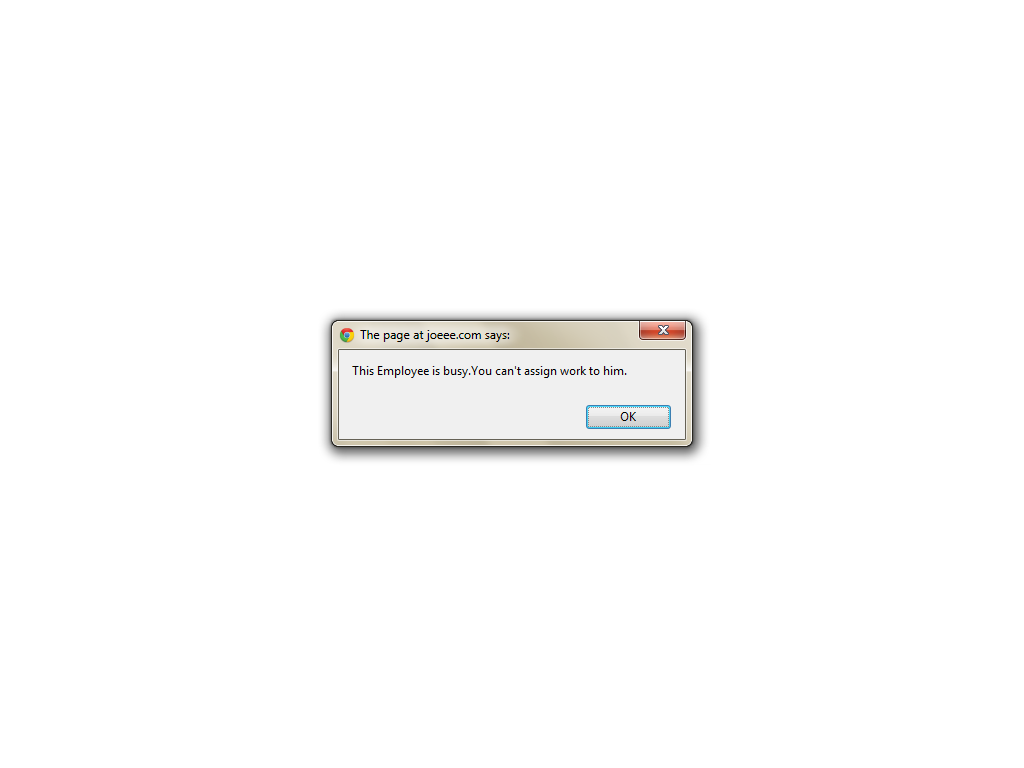 The page at joeee.com says:
This Employee is busy.You can't assign work to him.
OK